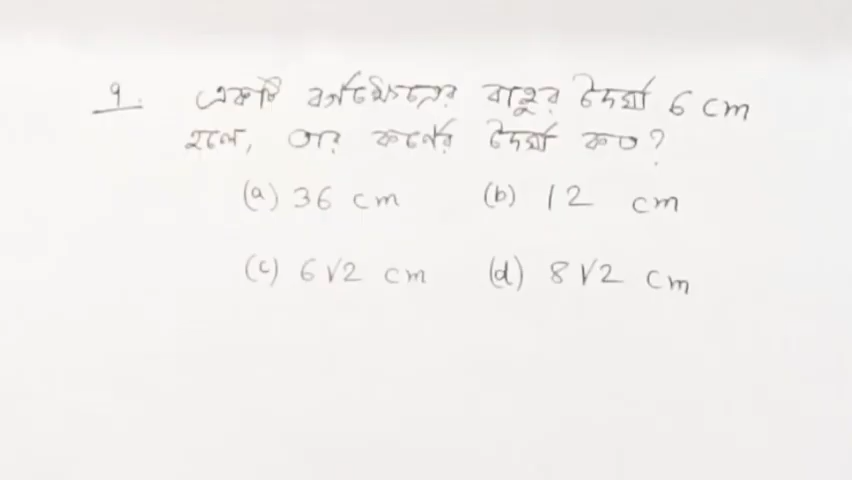 ৭. একটি বর্গক্ষেত্রের বাহুর দৈর্ঘ্য 6 cm
হলে, তার কর্ণের দৈর্ঘ্য কত?
(a) 36 cm (b) 12 cm
(c) 6√2 cm (d) 8√2 cm